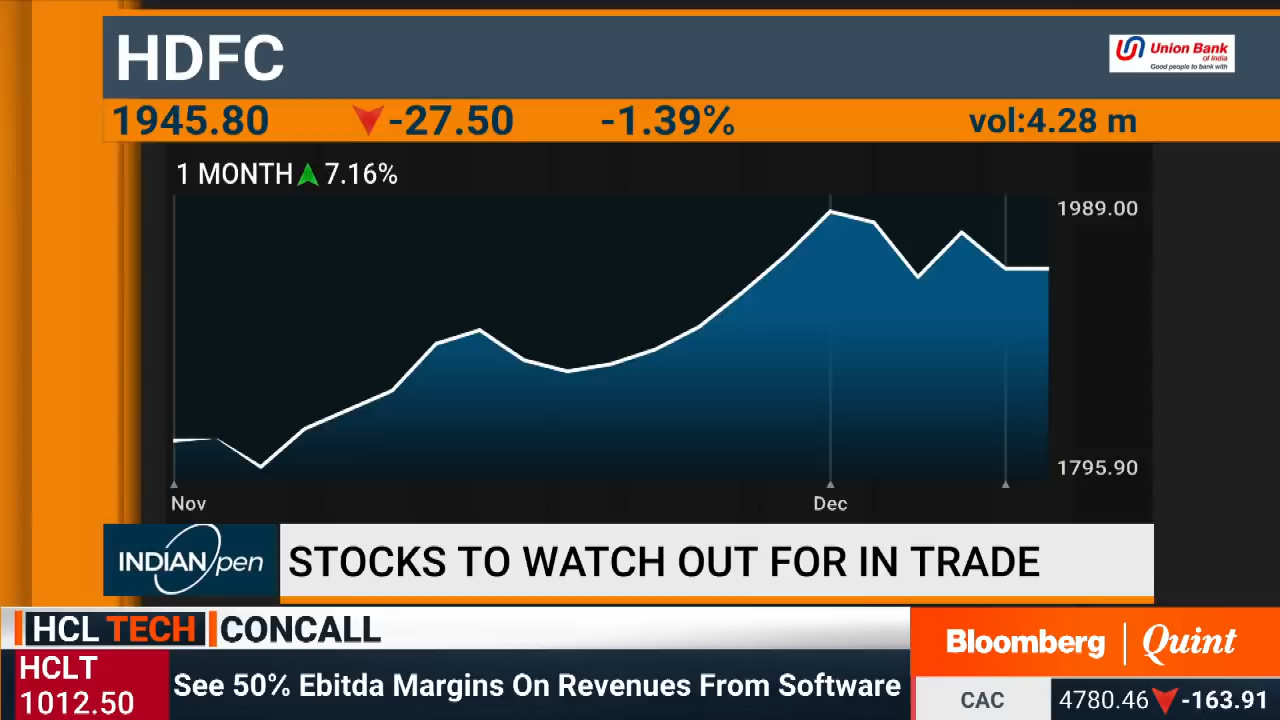 HDFC
Union Bank
of India
Good people to bank with
1945.80 -27.50 -1.39% vol:4.28 m
1 MONTH 7.16%
1989.00
1795.90
Nov Dec
INDIAN Open STOCKS TO WATCH OUT FOR IN TRADE
HCL TECH CONCALL
Bloomberg | Quint
HCLT
1012.50
See 50% Ebitda Margins On Revenues From Software
CAC 4780.46 -163.91